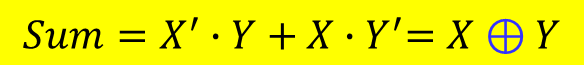 Sum = X′ · Y + X · Y′= X ⊕ Y